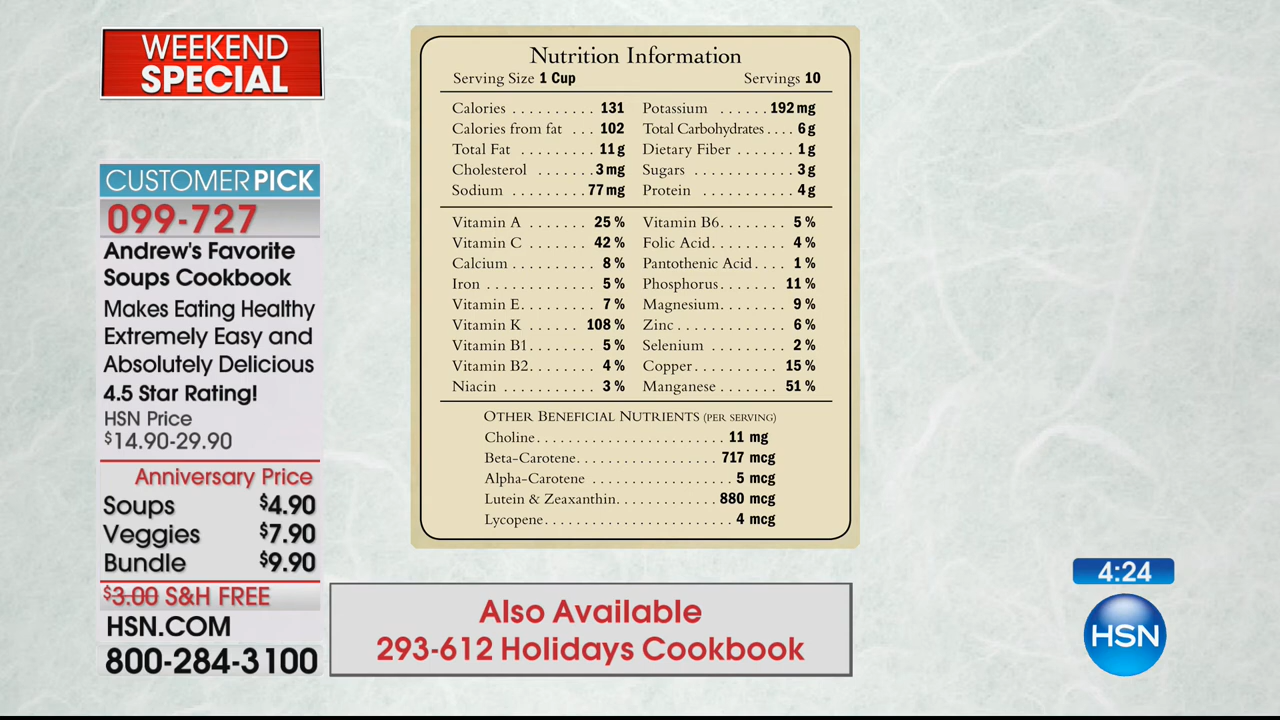 WEEKEND
SPECIAL
CUSTOMER PICK
099-727
Andrew's Favorite
Soups Cookbook
Makes Eating Healthy
Extremely Easy and
Absolutely Delicious
4.5 Star Rating!
HSN Price
$14.90-29.90
Anniversary Price
Soups $4.90
Veggies $7.90
Bundle $9.90
$3.00 S&H FREE
HSN.COM
800-284-3100
Nutrition Information
Serving Size 1 Cup Servings 10
Calories . . . . . . . . . . 131 Potassium . . . . . . 192 mg
Calories from fat . . . 102 Total Carbohydrates . . . . 6 g
Total Fat . . . . . . . . . 11 g Dietary Fiber . . . . . . . 1 g
Cholesterol . . . . . . . 3 mg Sugars . . . . . . . . . . . . 3 g
Sodium . . . . . . . . 77 mg Protein . . . . . . . . . . . 4 g
Vitamin A . . . . . . . 25 % Vitamin B6. . . . . . . . 5 %
Vitamin C . . . . . . . 42 % Folic Acid. . . . . . . . . 4 %
Calcium . . . . . . . . . . 8 % Pantothenic Acid . . . . 1 %
Iron . . . . . . . . . . . . . 5 % Phosphorus . . . . . . . 11 %
Vitamin E. . . . . . . . . 7 % Magnesium. . . . . . . . 9 %
Vitamin K . . . . . . 108 % Zinc . . . . . . . . . . . . . 6 %
Vitamin B1. . . . . . . . 5 % Selenium . . . . . . . . . 2 %
Vitamin B2. . . . . . . . 4 % Copper. . . . . . . . . . 15 %
Niacin . . . . . . . . . . . 3 % Manganese . . . . . . . 51 %
OTHER BENEFICIAL NUTRIENTS (PER SERVING)
Choline. . . . . . . . . . . . . . . . . . . . . . . 11 mg
Beta-Carotene. . . . . . . . . . . . . . . . . 717 mcg
Alpha-Carotene . . . . . . . . . . . . . . . . . 5 mcg
Lutein & Zeaxanthin. . . . . . . . . . . . . 880 mcg
Lycopene. . . . . . . . . . . . . . . . . . . . . . . 4 mcg
Also Available
293-612 Holidays Cookbook
4:24
HSN